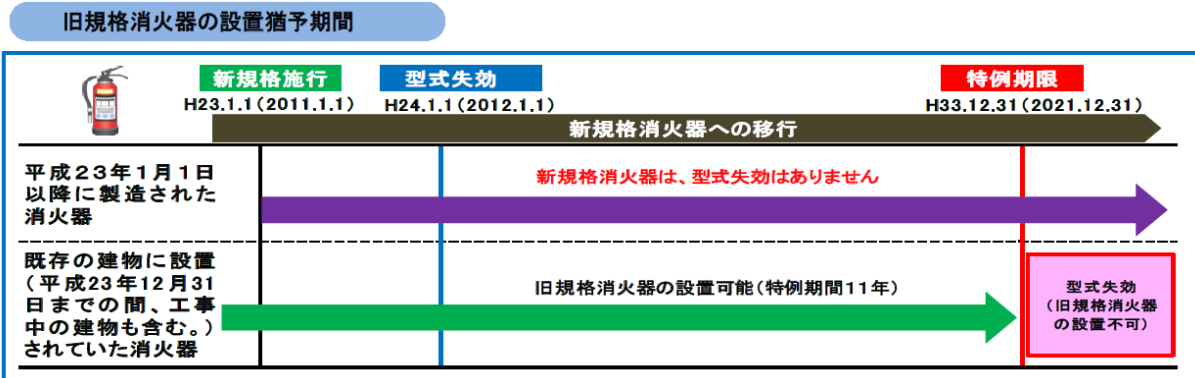 旧規格消火器の設置猶予期間
新規格施行
型式失効
特例期限
H23.1.1(2011.1.1)
H24.1.1(2012.1.1)
H33.12.31(2021.12.31)
新規格消火器への移行
平成23年1月1日
以降に製造された
消火器
新規格消火器は、型式失効はありません
既存の建物に設置
(平成23年12月31
日までの間、工事
中の建物も含む。)
されていた消火器
旧規格消火器の設置可能(特例期間11年)
型式失効
(旧規格消火器
の設置不可)